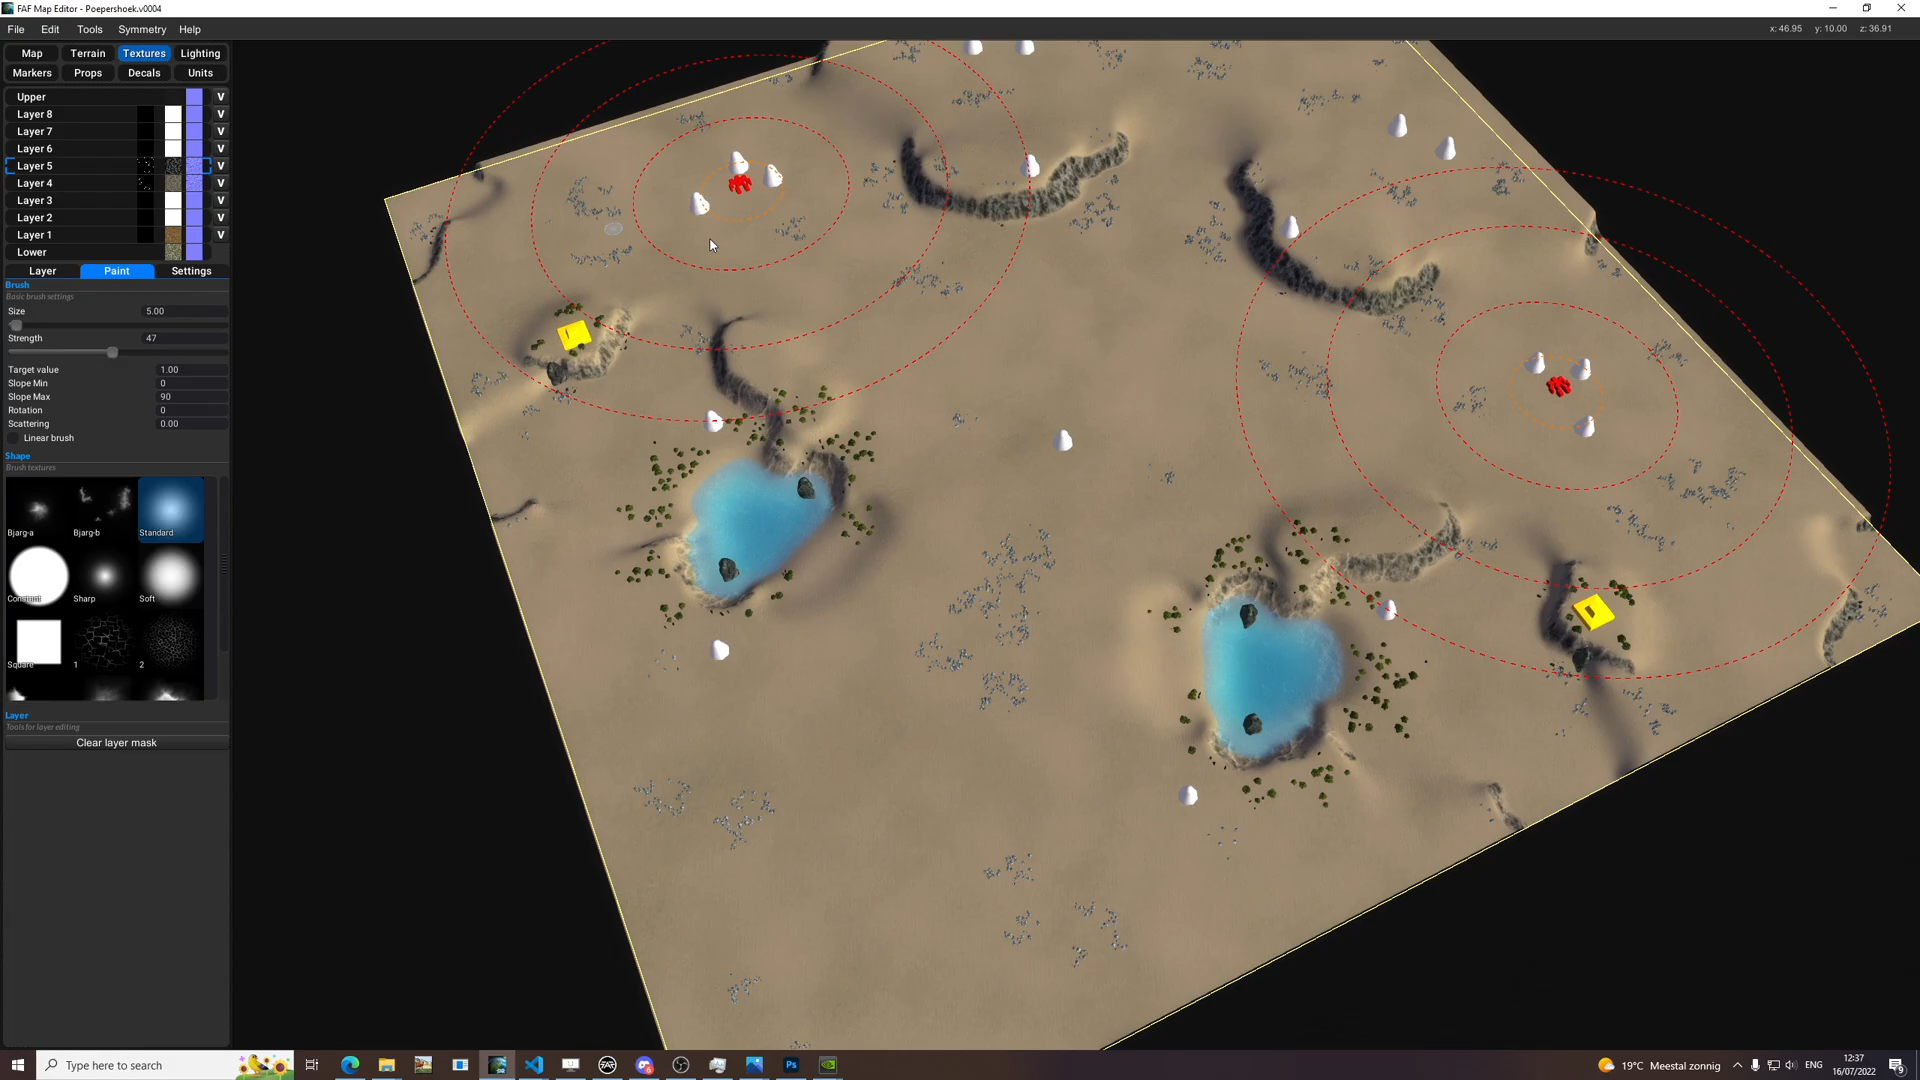 FAF Map Editor - Poepershoek.v0004
File Edit Tools Symmetry Help
x: 46.95 y: 10.00 z: 36.91
Map Terrain Textures Lighting
Markers Props Decals Units
Upper V
Layer 8 V
Layer 7 V
Layer 6 V
Layer 5 V
Layer 4 V
Layer 3 V
Layer 2 V
Layer 1 V
Lower
Layer Paint Settings
Brush
Basic brush settings
Size 5.00
Strength 47
Target value 1.00
Slope Min 0
Slope Max 90
Rotation 0
Scattering 0.00
Linear brush
Shape
Brush textures
Bjarg-a Bjarg-b Standard
Constant Sharp Soft
Square 1 2
Layer
Tools for layer editing
Clear layer mask
Type here to search
FAF
Ps
19°C Meestal zonnig
ENG
12:37
16/07/2022
9